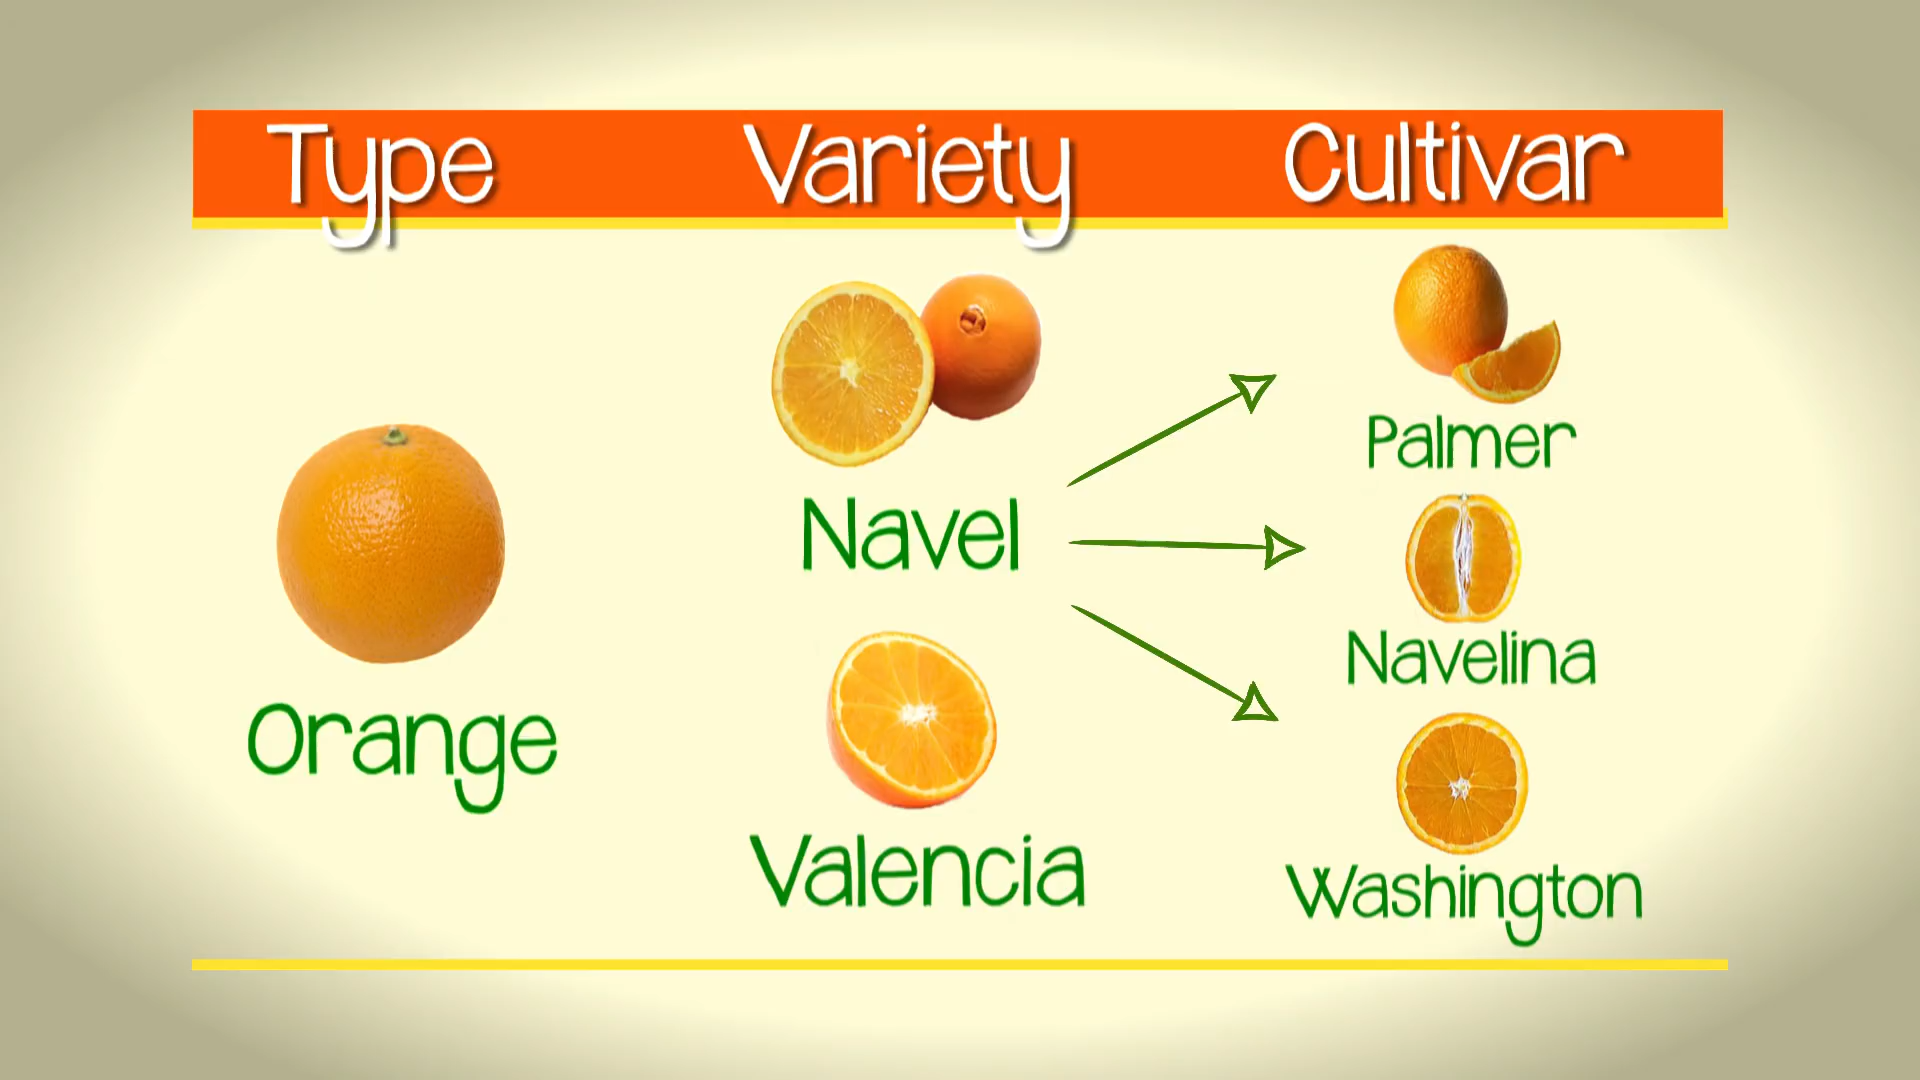 Type Variety Cultivar
Orange
Navel
Valencia
Palmer
Navelina
Washington